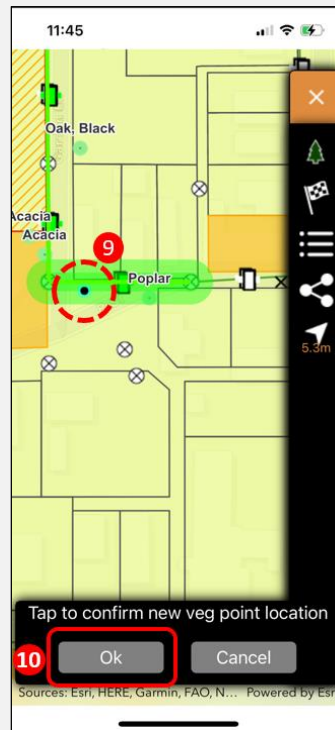 11:45
Oak, Black
Acacia
Acacia
9
Poplar
5.3m
Tap to confirm new veg point location
10
Ok
Cancel
Sources: Esri, HERE, Garmin, FAO, N... Powered by Esr